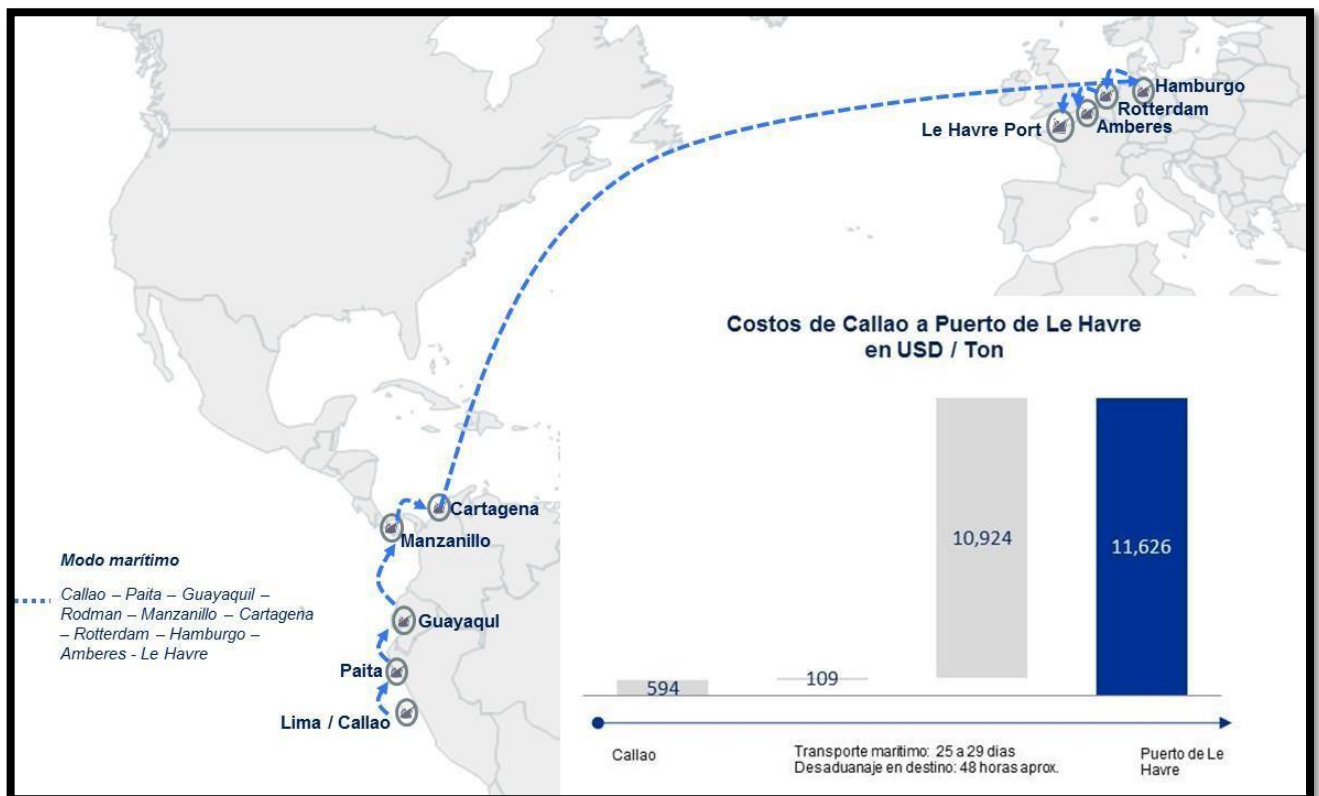 Hamburgo
Rotterdam
Amberes
Le Havre Port
Costos de Callao a Puerto de Le Havre
en USD / Ton
Cartagena
Manzanillo
Modo marítimo
Callao – Paita – Guayaquil –
Rodman – Manzanillo – Cartagena
– Rotterdam – Hamburgo –
Amberes - Le Havre
Guayaqul
Paita
Lima / Callao
594
109
10,924
11,626
Callao
Transporte marítimo: 25 a 29 dias
Desaduanaje en destino: 48 horas aprox.
Puerto de Le
Havre